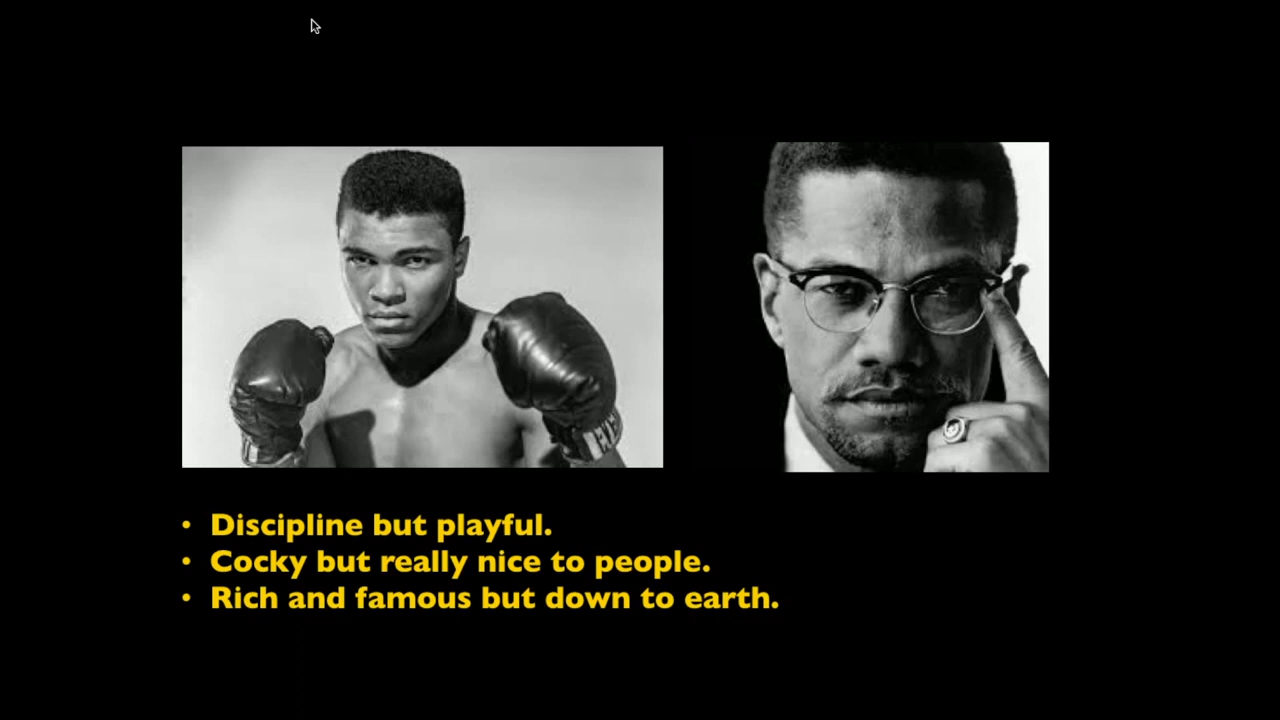 • Discipline but playful.
• Cocky but really nice to people.
• Rich and famous but down to earth.